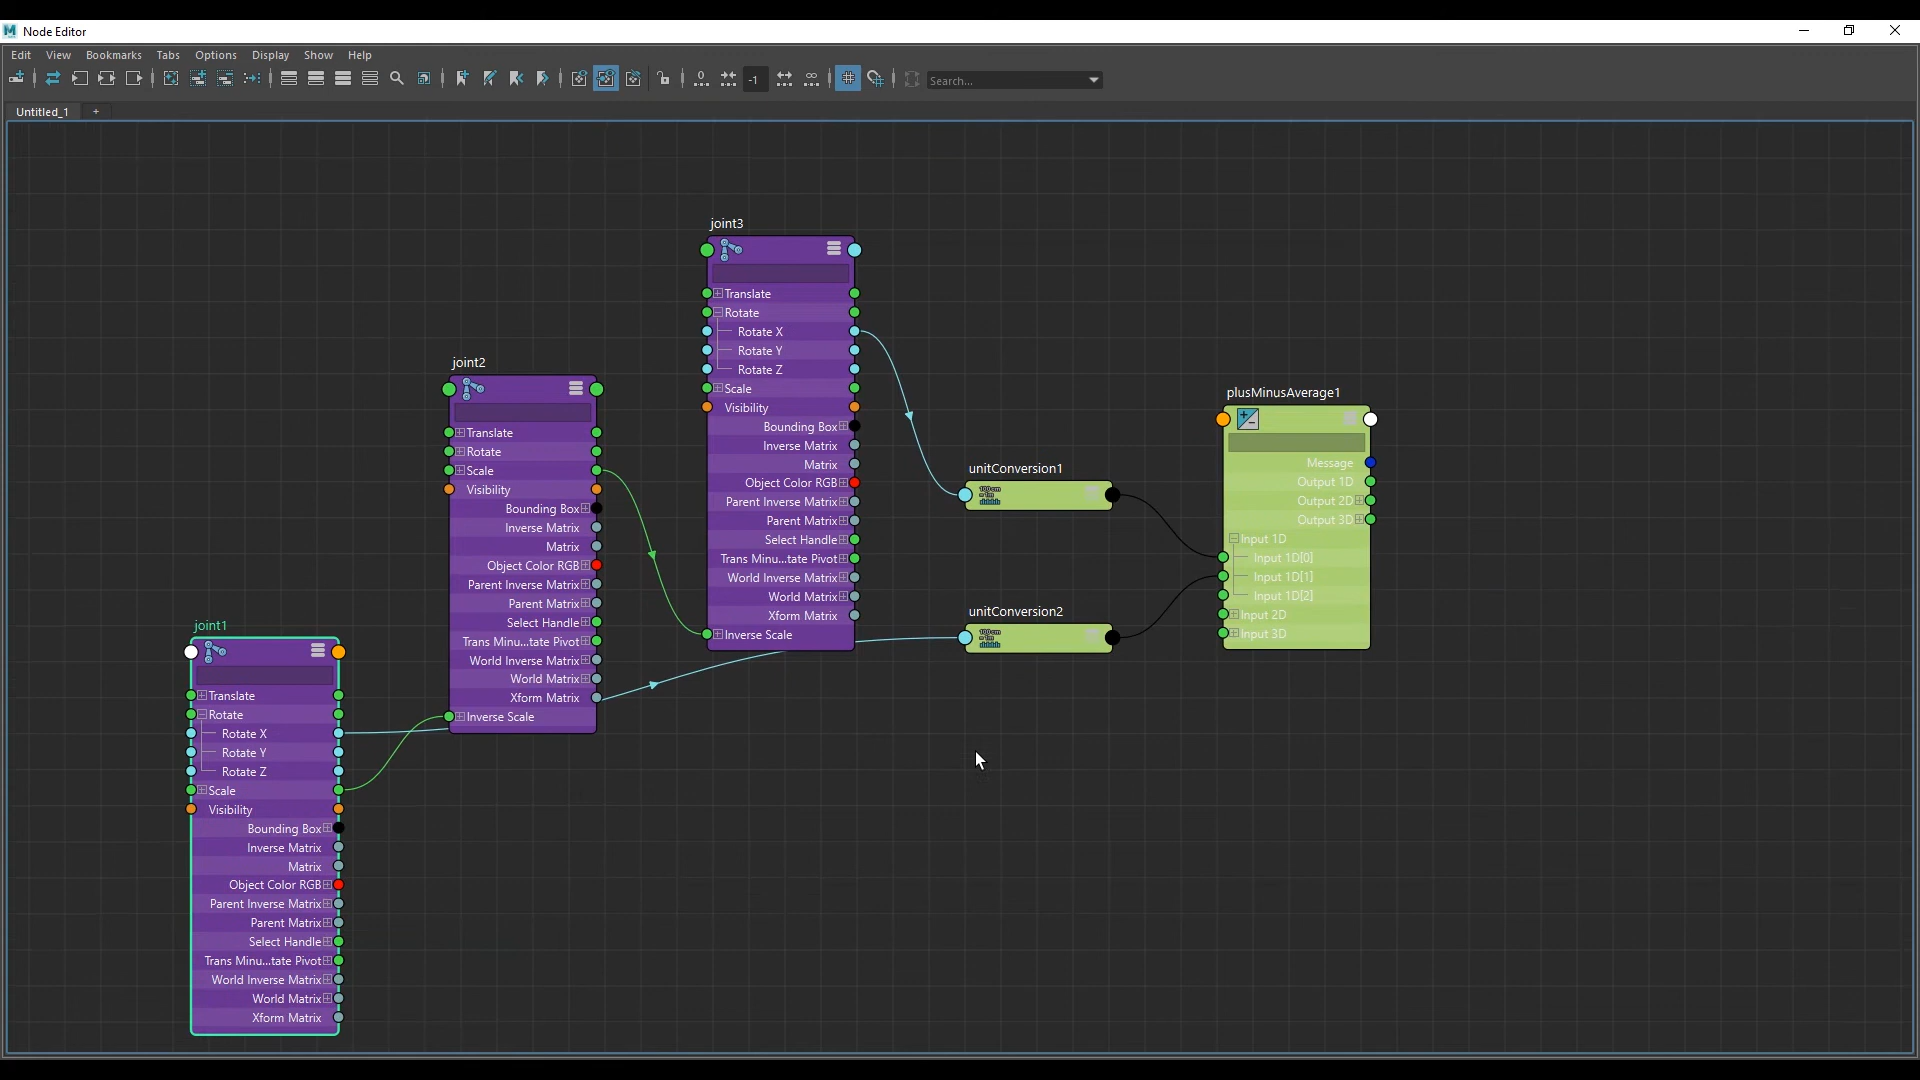 Node Editor
Edit View Bookmarks Tabs Options Display Show Help
0 -1 ∞ Search...
Untitled_1 +
joint3
Translate
Rotate
Rotate X
Rotate Y
Rotate Z
Scale
Visibility
Bounding Box
Inverse Matrix
Matrix
Object Color RGB
Parent Inverse Matrix
Parent Matrix
Select Handle
Trans Minu...tate Pivot
World Inverse Matrix
World Matrix
Xform Matrix
Inverse Scale
joint2
Translate
Rotate
Scale
Visibility
Bounding Box
Inverse Matrix
Matrix
Object Color RGB
Parent Inverse Matrix
Parent Matrix
Select Handle
Trans Minu...tate Pivot
World Inverse Matrix
World Matrix
Xform Matrix
Inverse Scale
joint1
Translate
Rotate
Rotate X
Rotate Y
Rotate Z
Scale
Visibility
Bounding Box
Inverse Matrix
Matrix
Object Color RGB
Parent Inverse Matrix
Parent Matrix
Select Handle
Trans Minu...tate Pivot
World Inverse Matrix
World Matrix
Xform Matrix
unitConversion1
unitConversion2
plusMinusAverage1
Message
Output 1D
Output 2D
Output 3D
Input 1D
Input 1D[0]
Input 1D[1]
Input 1D[2]
Input 2D
Input 3D